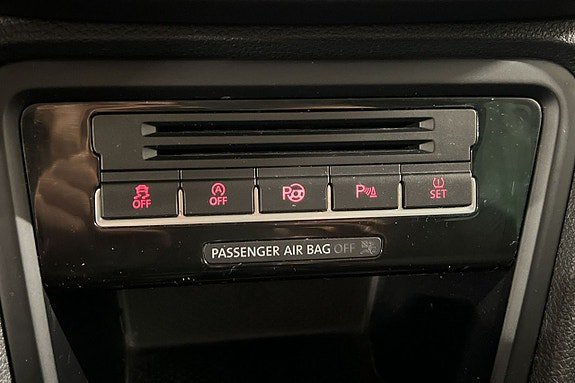 OFF
A
OFF
P
P
SET
PASSENGER AIR BAG OFF